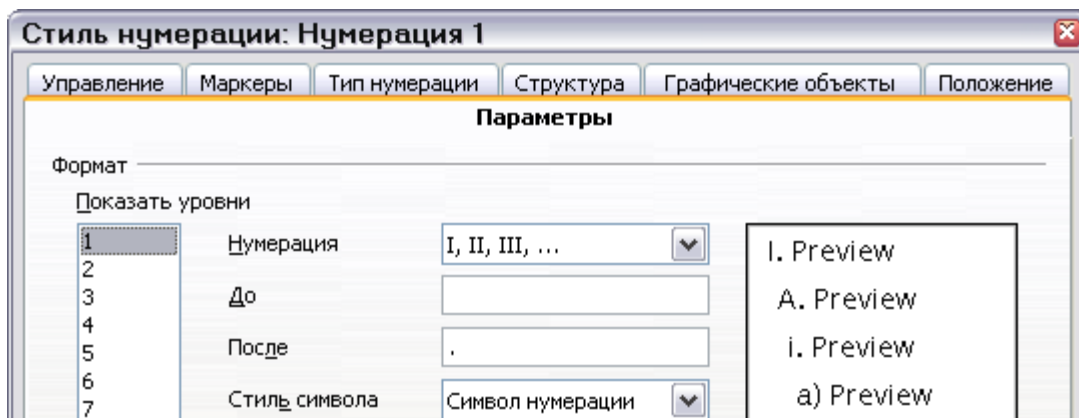 Стиль нумерации: Нумерация 1
Управление Маркеры Тип нумерации Структура Графические объекты Положение
Параметры
Формат
Показать уровни
1
2
3
4
5
6
7
Нумерация I, II, III, ...
До
После .
Стиль символа Символ нумерации
I. Preview
A. Preview
i. Preview
a) Preview